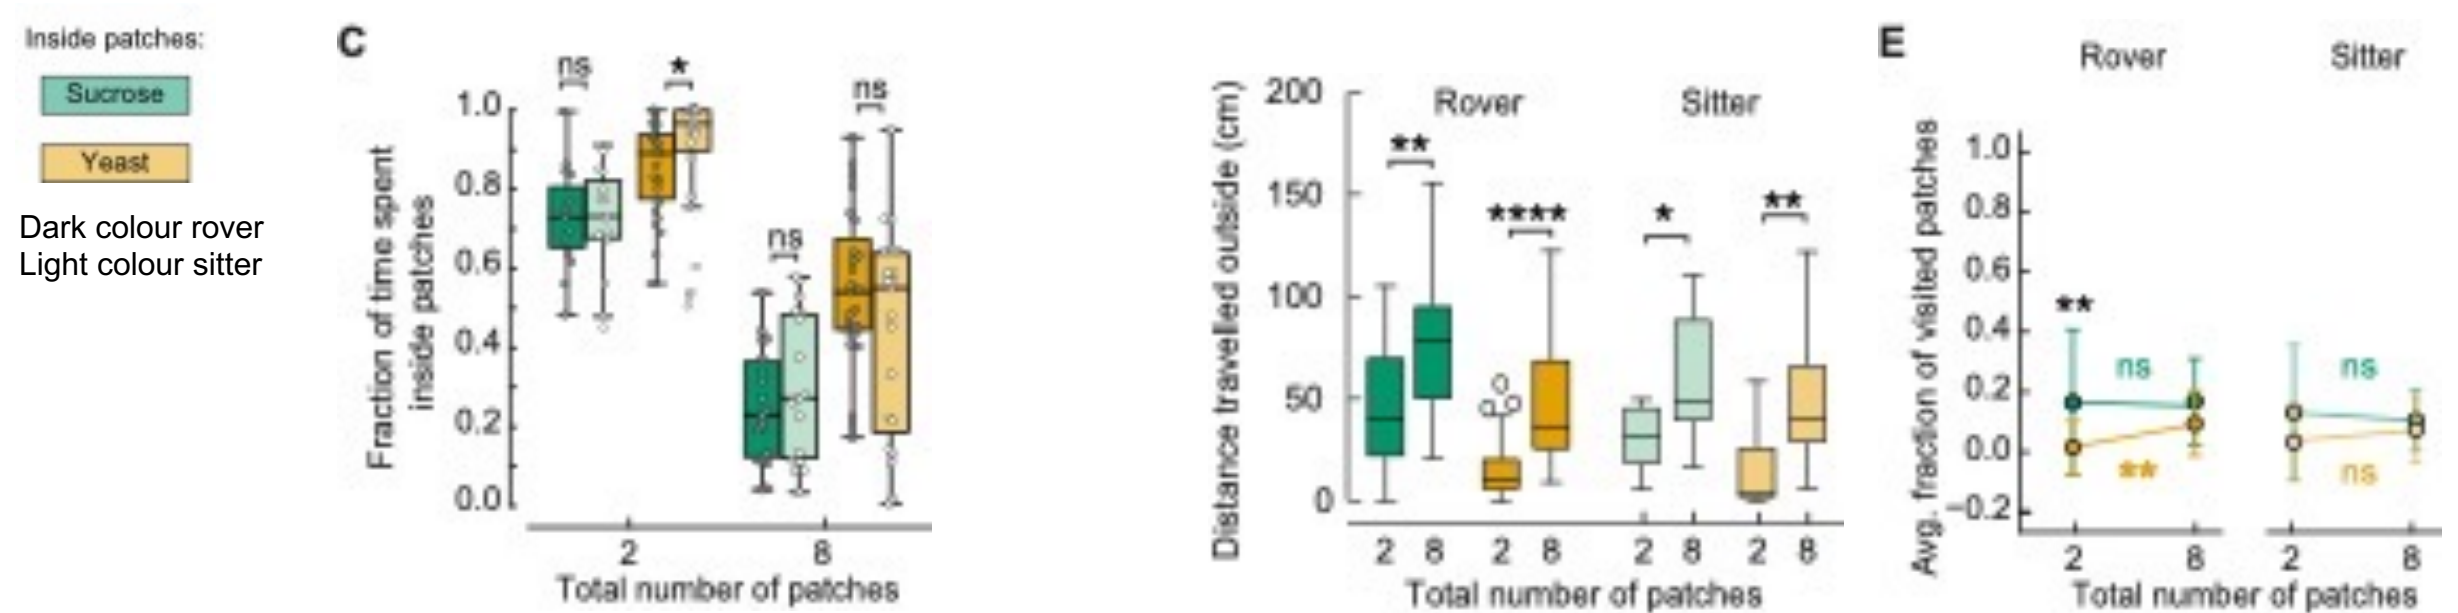 Inside patches:
Sucrose
Yeast
Dark colour rover
Light colour sitter
C
Fraction of time spent
inside patches
1.0
0.8
0.6
0.4
0.2
0.0
ns
*
ns
ns
2
8
Total number of patches
Distance travelled outside (cm)
200
150
100
50
0
Rover
Sitter
**
****
*
**
2 8 2 8 2 8 2 8
Total number of patches
E
Rover
Sitter
Avg. fraction of visited patches
1.0
0.8
0.6
0.4
0.2
0.0
−0.2
**
ns
**
ns
ns
2 8 2 8
Total number of patches